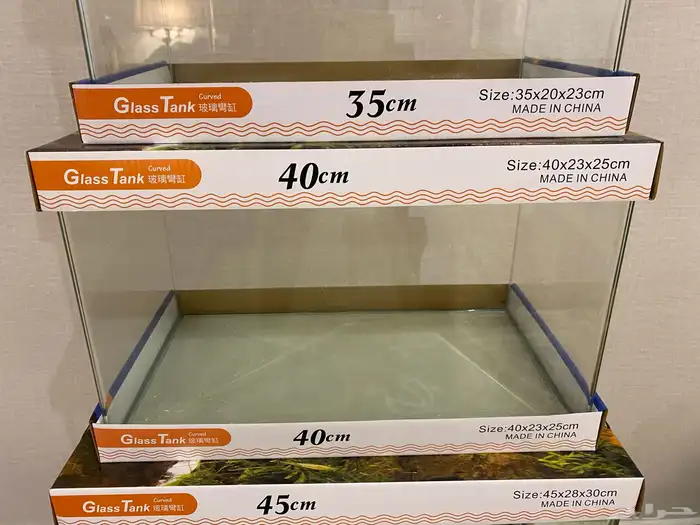 Glass Tank Curved 玻璃彎缸 35cm Size:35x20x23cm
MADE IN CHINA
Glass Tank Curved 玻璃彎缸 40cm Size:40x23x25cm
MADE IN CHINA
Glass Tank Curved 玻璃彎缸 40cm Size:40x23x25cm
MADE IN CHINA
Glass Tank Curved 玻璃彎缸 45cm Size:45x28x30cm
MADE IN CHINA
حراج